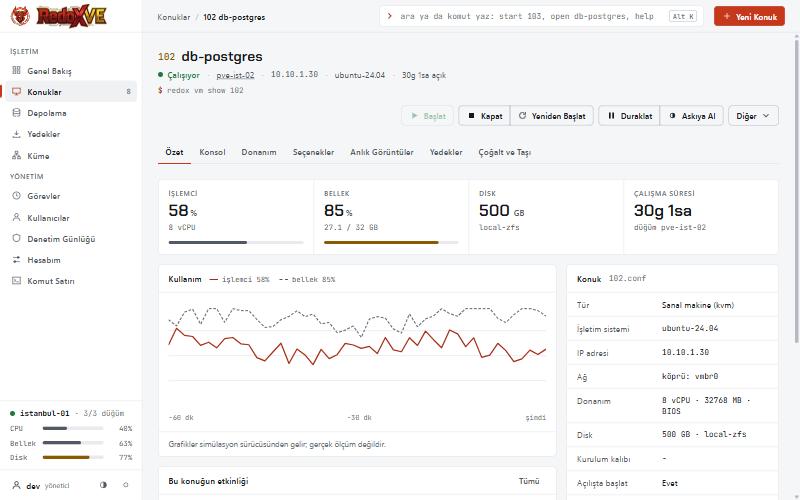 RedoXVE
Konuklar / 102 db-postgres
ara ya da komut yaz: start 103, open db-postgres, help
Alt K
+ Yeni Konuk
İŞLETİM
Genel Bakış
Konuklar 8
Depolama
Yedekler
Küme
YÖNETİM
Görevler
Kullanıcılar
Denetim Günlüğü
Hesabım
Komut Satırı
istanbul-01 · 3/3 düğüm
CPU 40%
Bellek 63%
Disk 77%
dev yönetici
102 db-postgres
Çalışıyor · pve-ist-02 · 10.10.1.30 · ubuntu-24.04 · 30g 1sa açık
$ redox vm show 102
Başlat
Kapat
Yeniden Başlat
Duraklat
Askıya Al
Diğer
Özet
Konsol
Donanım
Seçenekler
Anlık Görüntüler
Yedekler
Çoğalt ve Taşı
İŞLEMCİ
58 %
8 vCPU
BELLEK
85 %
27.1 / 32 GB
DİSK
500 GB
local-zfs
ÇALIŞMA SÜRESİ
30g 1sa
düğüm pve-ist-02
Kullanım işlemci 58% bellek 85%
-60 dk -30 dk şimdi
Grafikler simülasyon sürücüsünden gelir; gerçek ölçüm değildir.
Bu konuğun etkinliği Tümü
Konuk 102.conf
Tür Sanal makine (kvm)
İşletim sistemi ubuntu-24.04
IP adresi 10.10.1.30
Ağ köprü: vmbr0
Donanım 8 vCPU · 32768 MB ·
BIOS
Disk 500 GB · local-zfs
Kurulum kalıbı -
Açılışta başlat Evet